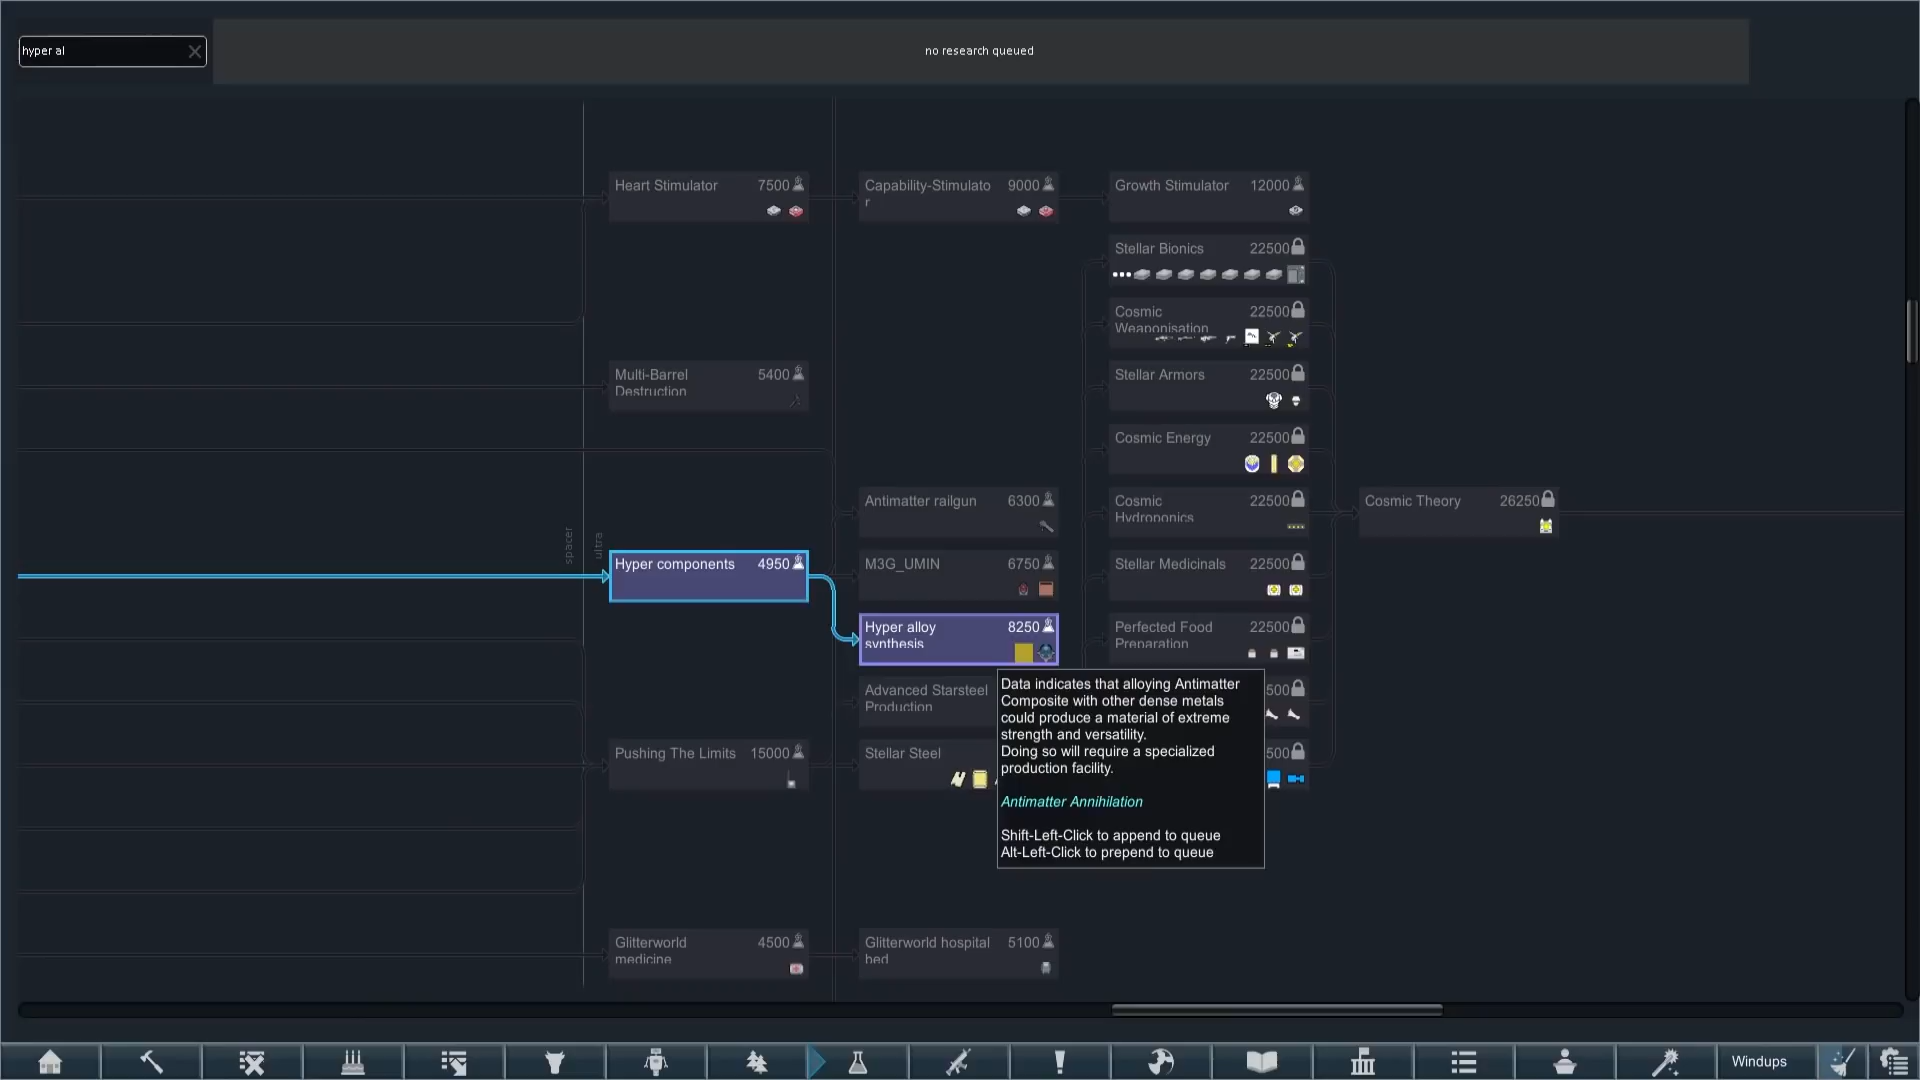 hyper al
no research queued
Heart Stimulator 7500
Capability-Stimulato
r 9000
Growth Stimulator 12000
Stellar Bionics 22500
Cosmic
Weaponisation 22500
Multi-Barrel
Destruction 5400
Stellar Armors 22500
Cosmic Energy 22500
Antimatter railgun 6300
Cosmic
Hydroponics 22500
Cosmic Theory 26250
spacer
ultra
Hyper components 4950
M3G_UMIN 6750
Stellar Medicinals 22500
Hyper alloy
synthesis 8250
Perfected Food
Preparation 22500
Advanced Starsteel
Production
500
Pushing The Limits 15000
Stellar Steel
500
Data indicates that alloying Antimatter
Composite with other dense metals
could produce a material of extreme
strength and versatility.
Doing so will require a specialized
production facility.
Antimatter Annihilation
Shift-Left-Click to append to queue
Alt-Left-Click to prepend to queue
Glitterworld
medicine 4500
Glitterworld hospital
bed 5100
Windups